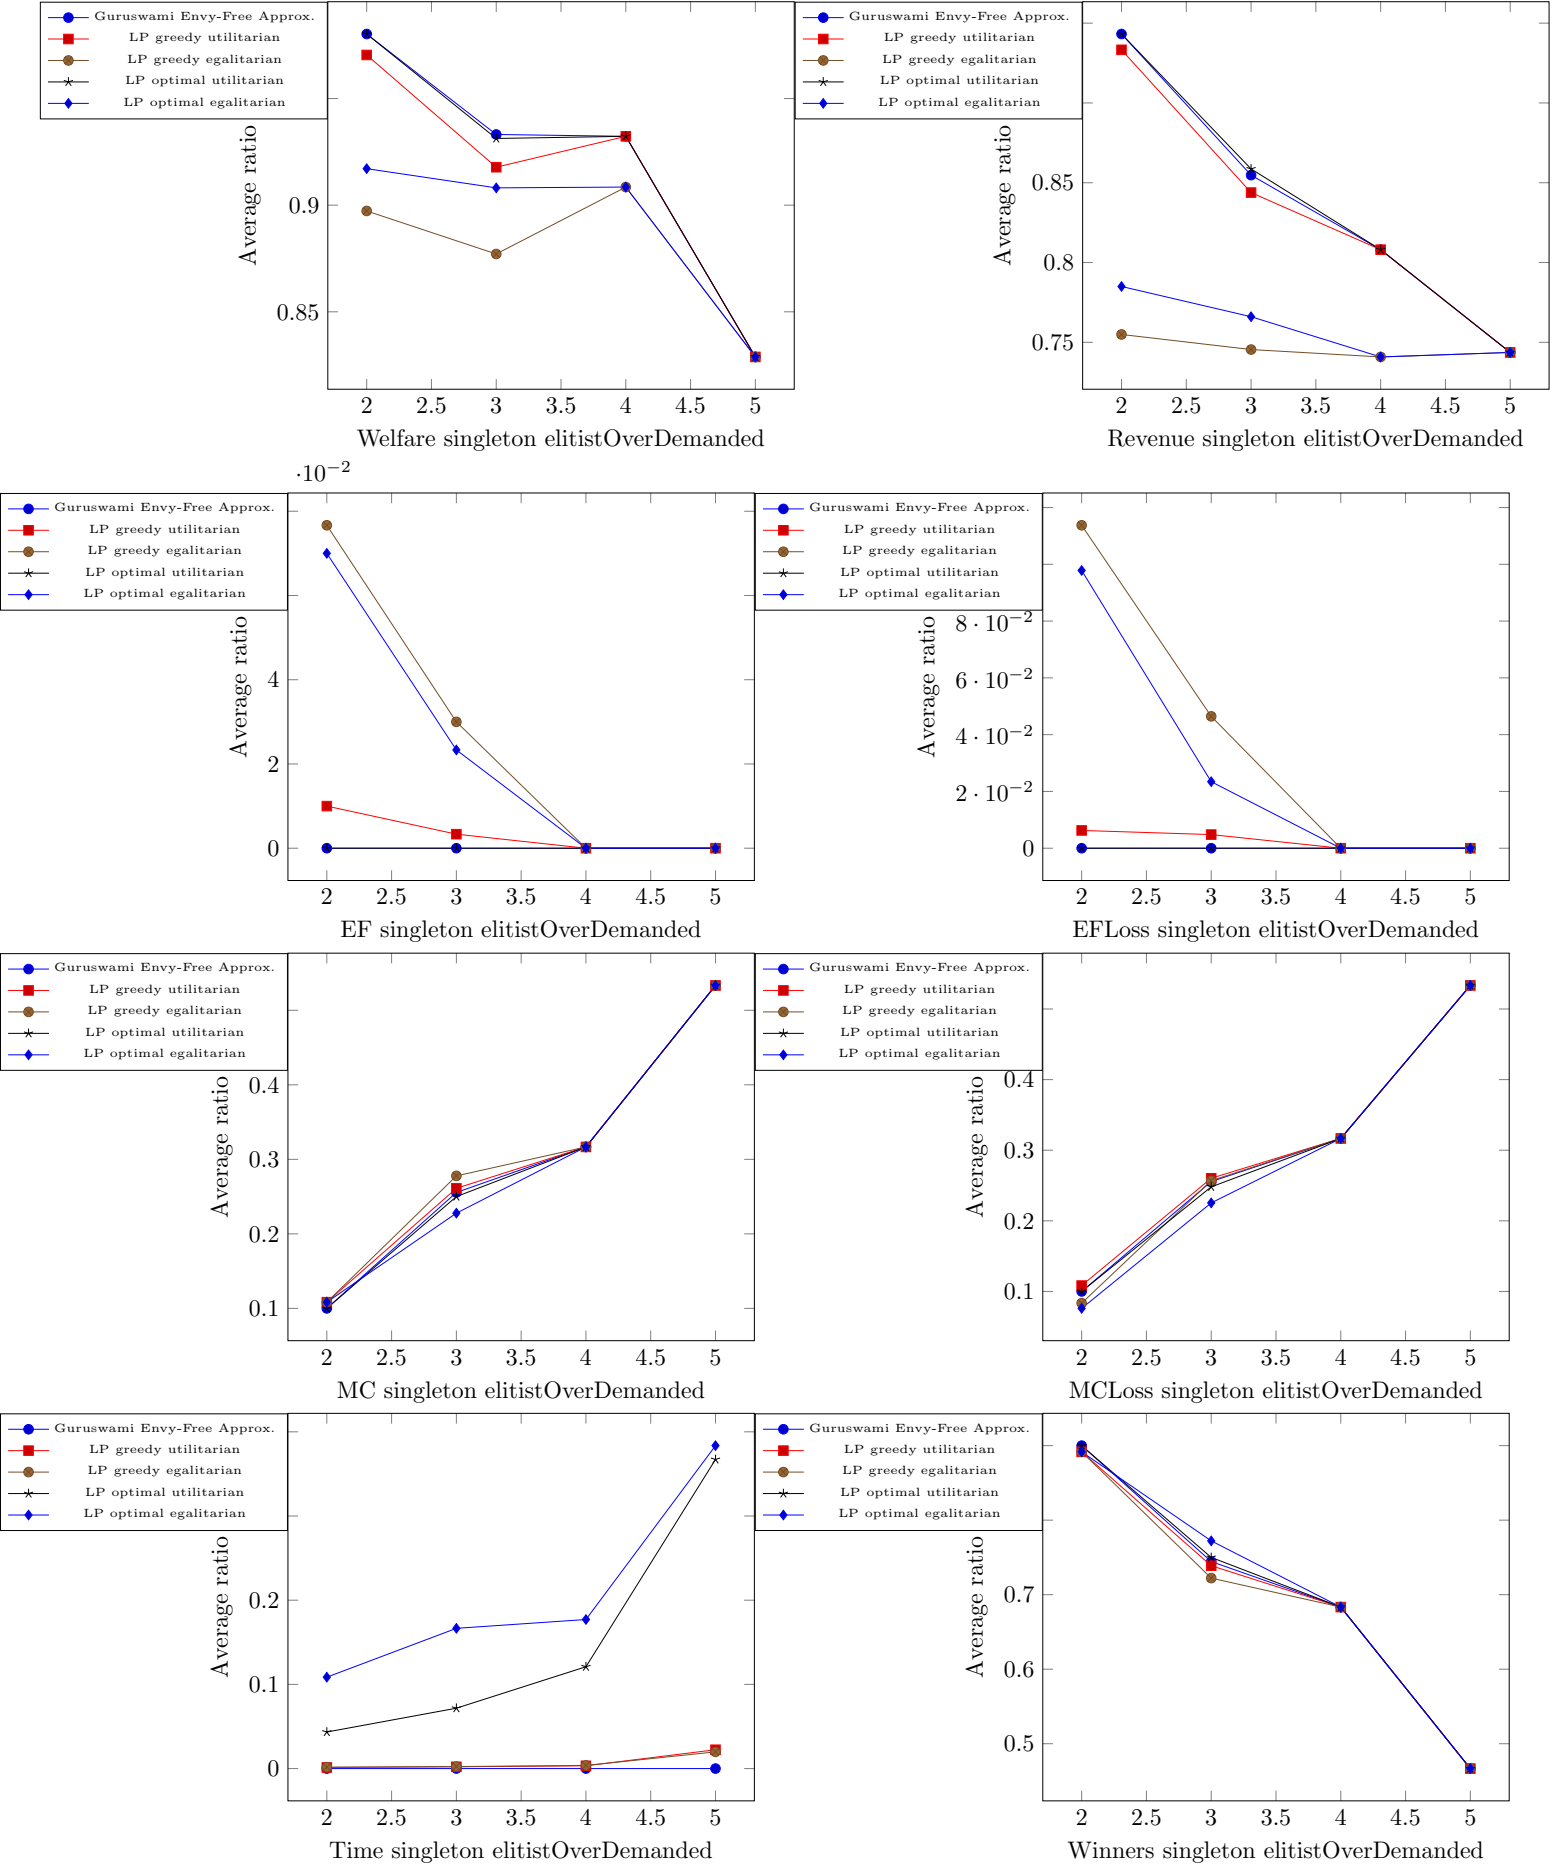 Guruswami Envy-Free Approx.
LP greedy utilitarian
LP greedy egalitarian
LP optimal utilitarian
LP optimal egalitarian
Average ratio
0.9
0.85
2 2.5 3 3.5 4 4.5 5
Welfare singleton elitistOverDemanded
Guruswami Envy-Free Approx.
LP greedy utilitarian
LP greedy egalitarian
LP optimal utilitarian
LP optimal egalitarian
Average ratio
0.85
0.8
0.75
2 2.5 3 3.5 4 4.5 5
Revenue singleton elitistOverDemanded
·10−2
Guruswami Envy-Free Approx.
LP greedy utilitarian
LP greedy egalitarian
LP optimal utilitarian
LP optimal egalitarian
Average ratio
4
2
0
2 2.5 3 3.5 4 4.5 5
EF singleton elitistOverDemanded
Guruswami Envy-Free Approx.
LP greedy utilitarian
LP greedy egalitarian
LP optimal utilitarian
LP optimal egalitarian
Average ratio
8 · 10−2
6 · 10−2
4 · 10−2
2 · 10−2
0
2 2.5 3 3.5 4 4.5 5
EFLoss singleton elitistOverDemanded
Guruswami Envy-Free Approx.
LP greedy utilitarian
LP greedy egalitarian
LP optimal utilitarian
LP optimal egalitarian
Average ratio
0.4
0.3
0.2
0.1
2 2.5 3 3.5 4 4.5 5
MC singleton elitistOverDemanded
Guruswami Envy-Free Approx.
LP greedy utilitarian
LP greedy egalitarian
LP optimal utilitarian
LP optimal egalitarian
Average ratio
0.4
0.3
0.2
0.1
2 2.5 3 3.5 4 4.5 5
MCLoss singleton elitistOverDemanded
Guruswami Envy-Free Approx.
LP greedy utilitarian
LP greedy egalitarian
LP optimal utilitarian
LP optimal egalitarian
Average ratio
0.2
0.1
0
2 2.5 3 3.5 4 4.5 5
Time singleton elitistOverDemanded
Guruswami Envy-Free Approx.
LP greedy utilitarian
LP greedy egalitarian
LP optimal utilitarian
LP optimal egalitarian
Average ratio
0.7
0.6
0.5
2 2.5 3 3.5 4 4.5 5
Winners singleton elitistOverDemanded